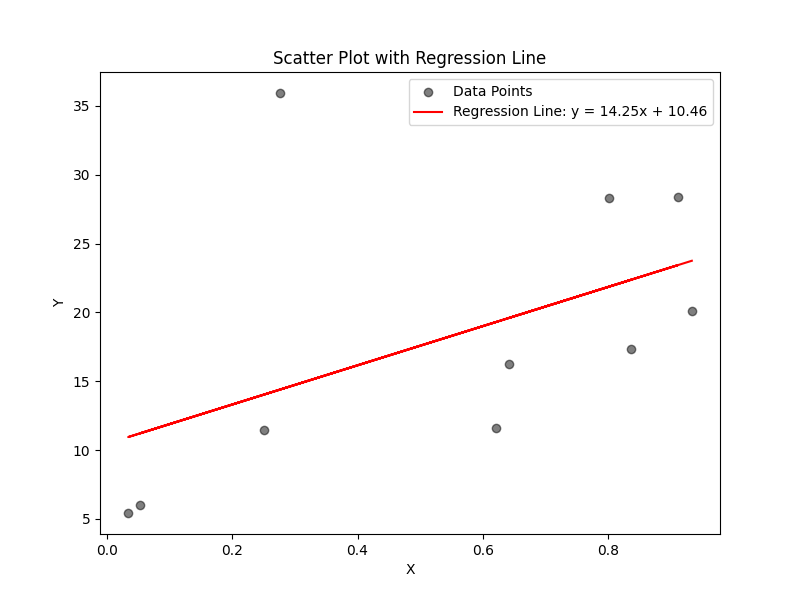 Scatter Plot with Regression Line
Data Points
Regression Line: y = 14.25x + 10.46
35
30
25
20
15
10
5
Y
0.0 0.2 0.4 0.6 0.8
X